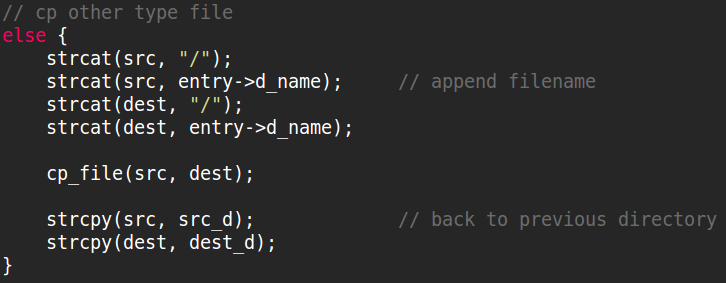 // cp other type file
else {
    strcat(src, "/");
    strcat(src, entry->d_name);     // append filename
    strcat(dest, "/");
    strcat(dest, entry->d_name);

    cp_file(src, dest);

    strcpy(src, src_d);             // back to previous directory
    strcpy(dest, dest_d);
}